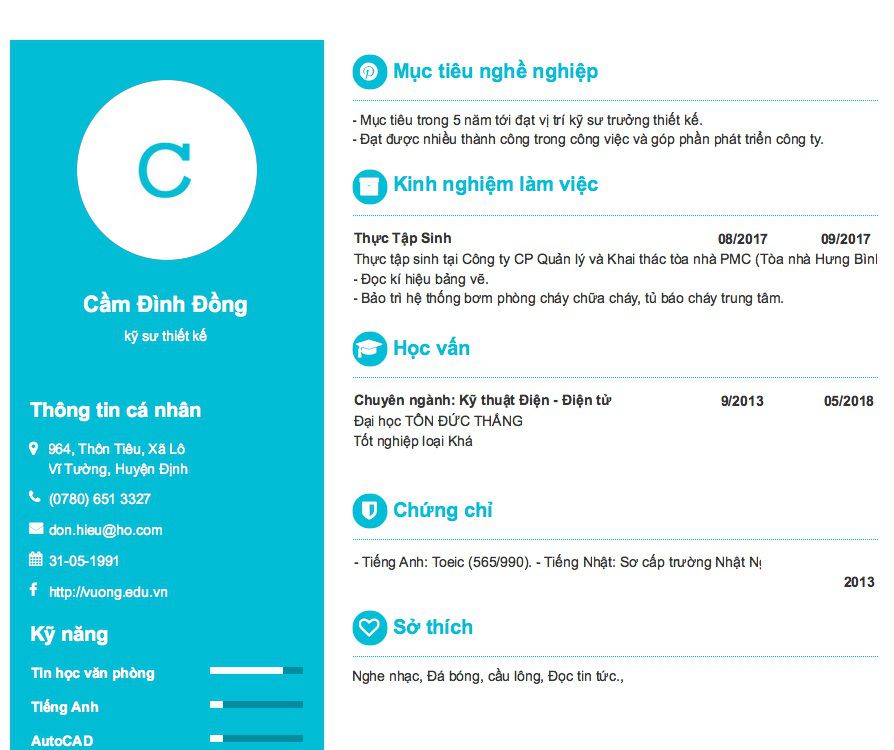 C
Cầm Đình Đồng
kỹ sư thiết kế
Thông tin cá nhân
964, Thôn Tiêu, Xã Lô
Vĩ Tường, Huyện Định
(0780) 651 3327
don.hieu@ho.com
31-05-1991
http://vuong.edu.vn
Kỹ năng
Tin học văn phòng
Tiếng Anh
AutoCAD
Mục tiêu nghề nghiệp
- Mục tiêu trong 5 năm tới đạt vị trí kỹ sư trưởng thiết kế.
- Đạt được nhiều thành công trong công việc và góp phần phát triển công ty.
Kinh nghiệm làm việc
Thực Tập Sinh 08/2017 09/2017
Thực tập sinh tại Công ty CP Quản lý và Khai thác tòa nhà PMC (Tòa nhà Hưng
- Đọc kí hiệu bảng vẽ.
- Bảo trì hệ thống bơm phòng cháy chữa cháy, tủ báo cháy trung tâm.
Học vấn
Chuyên ngành: Kỹ thuật Điện - Điện tử 9/2013 05/2018
Đại học TÔN ĐỨC THẮNG
Tốt nghiệp loại Khá
Chứng chỉ
- Tiếng Anh: Toeic (565/990). - Tiếng Nhật: Sơ cấp trường Nhật
2013
Sở thích
Nghe nhạc, Đá bóng, cầu lông, Đọc tin tức.,